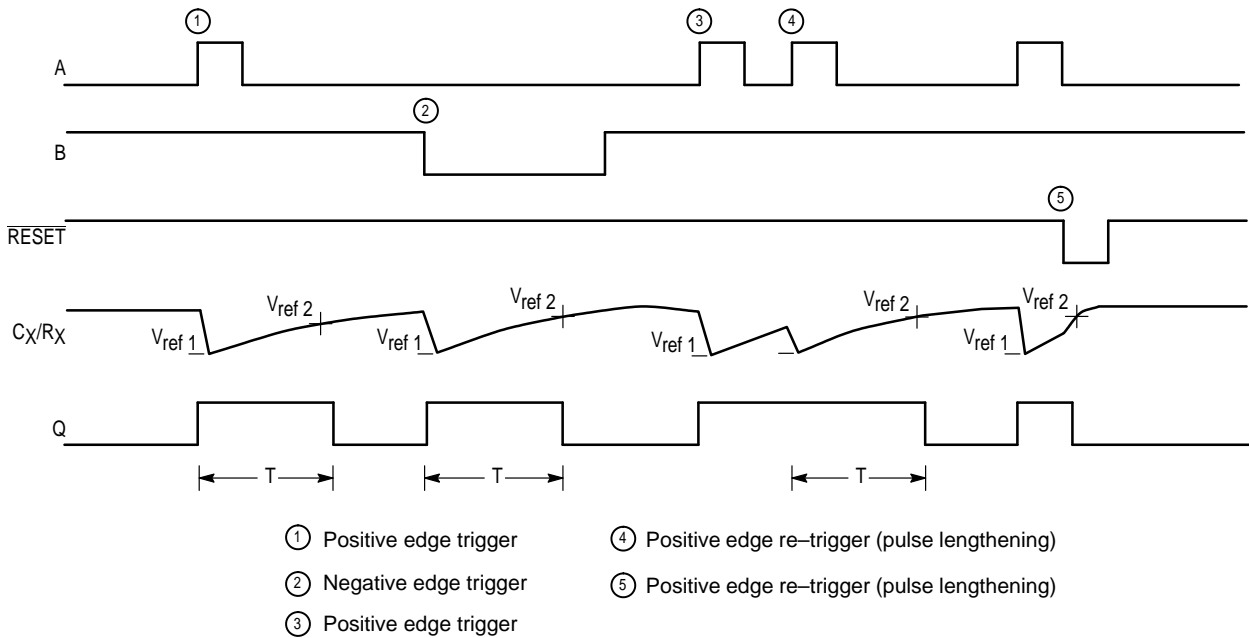 1 3 4
A
2
B
5
RESET
Vref 2 Vref 2 Vref 2 Vref 2
CX/RX
Vref 1 Vref 1 Vref 1 Vref 1
Q
T T T
1 Positive edge trigger
2 Negative edge trigger
3 Positive edge trigger
4 Positive edge re–trigger (pulse lengthening)
5 Positive edge re–trigger (pulse lengthening)